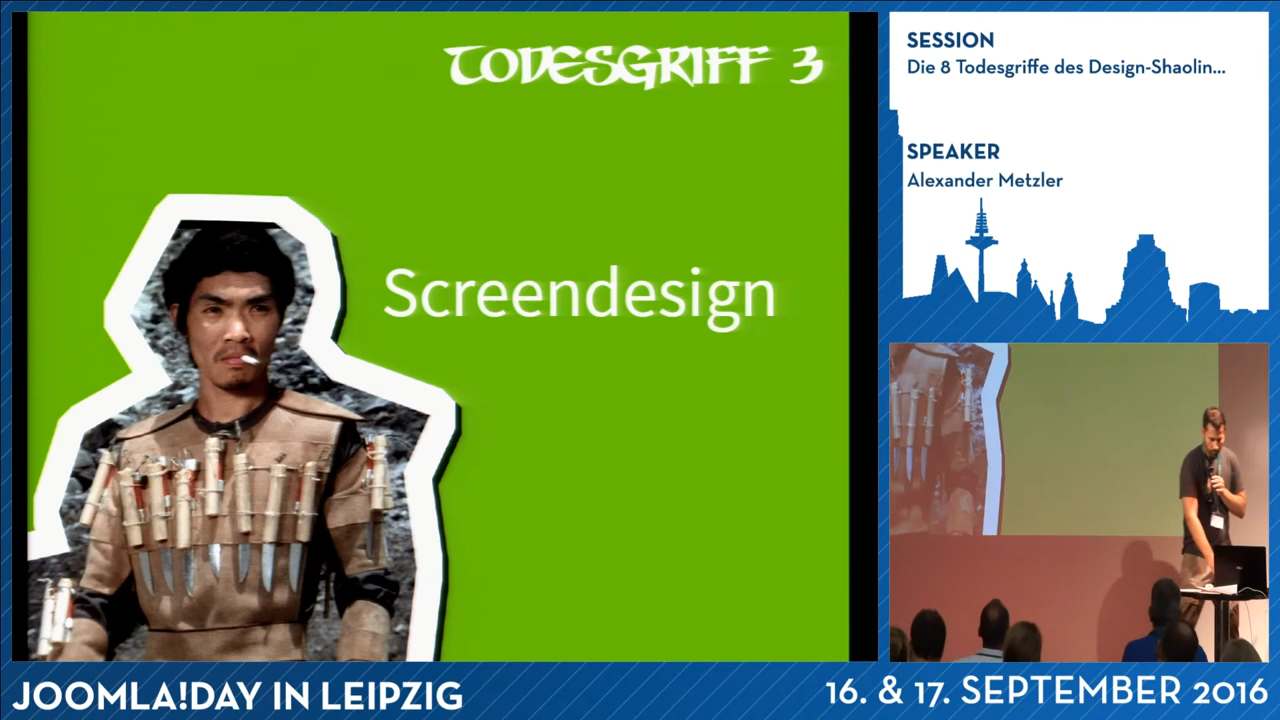 TODESGRIFF 3
Screendesign
SESSION
Die 8 Todesgriffe des Design-Shaolin...
SPEAKER
Alexander Metzler
JOOMLA!DAY IN LEIPZIG
16. & 17. SEPTEMBER 2016